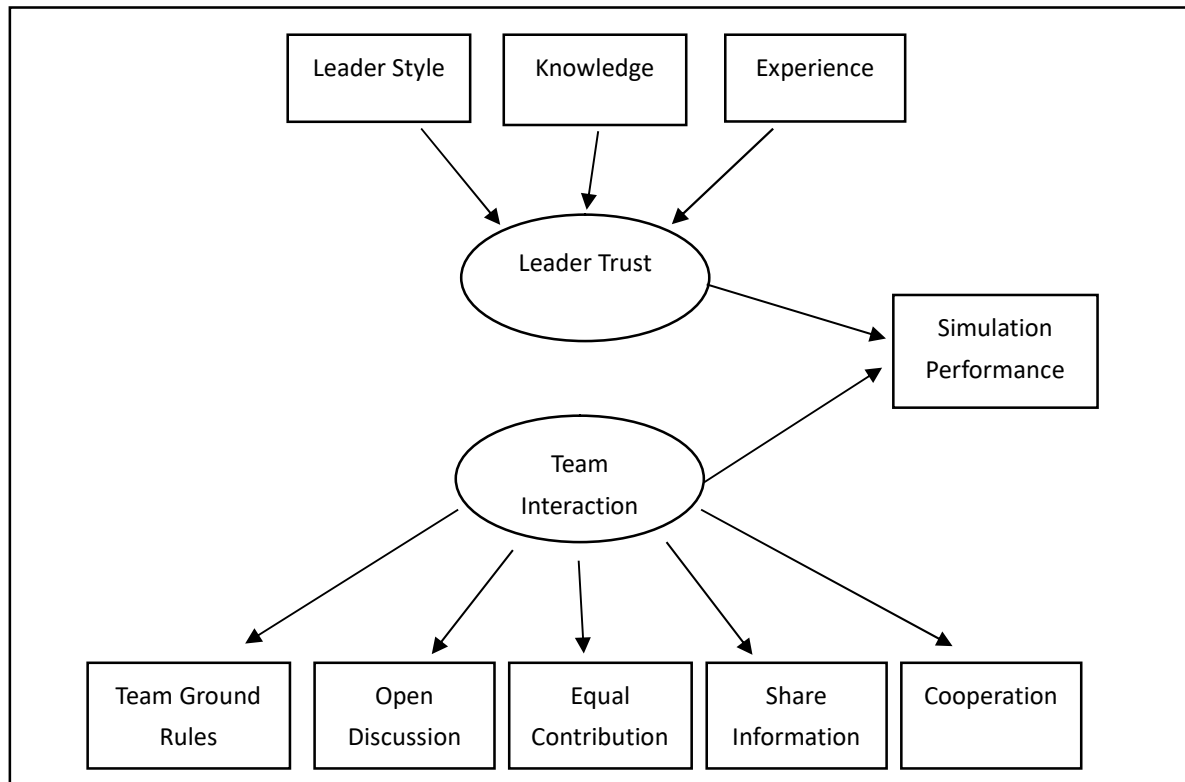 Leader Style
Knowledge
Experience
Leader Trust
Simulation
Performance
Team
Interaction
Team Ground
Rules
Open
Discussion
Equal
Contribution
Share
Information
Cooperation